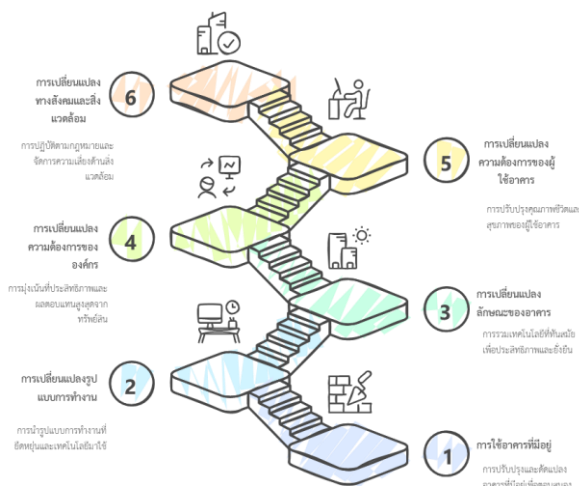 6
การเปลี่ยนแปลง
ทางสังคมและสิ่ง
แวดล้อม
การปฏิบัติตามกฎหมายและ
จัดการความเสี่ยงด้านสิ่ง
แวดล้อม
5
การเปลี่ยนแปลง
ความต้องการของผู้
ใช้อาคาร
การปรับปรุงคุณภาพชีวิตและ
สุขภาพของผู้ใช้อาคาร
4
การเปลี่ยนแปลง
ความต้องการของ
องค์กร
การมุ่งเน้นที่ประสิทธิภาพและ
ผลตอบแทนสูงสุดจาก
ทรัพย์สิน
3
การเปลี่ยนแปลง
ลักษณะของอาคาร
การรวมเทคโนโลยีที่ทันสมัย
เพื่อประสิทธิภาพและยั่งยืน
2
การเปลี่ยนแปลงรูป
แบบการทำงาน
การนำรูปแบบการทำงานที่
ยืดหยุ่นและเทคโนโลยีมาใช้
1
การใช้อาคารที่มีอยู่
การปรับปรุงและดัดแปลง
อาคารที่มีอยู่เพื่อตอบสนอง